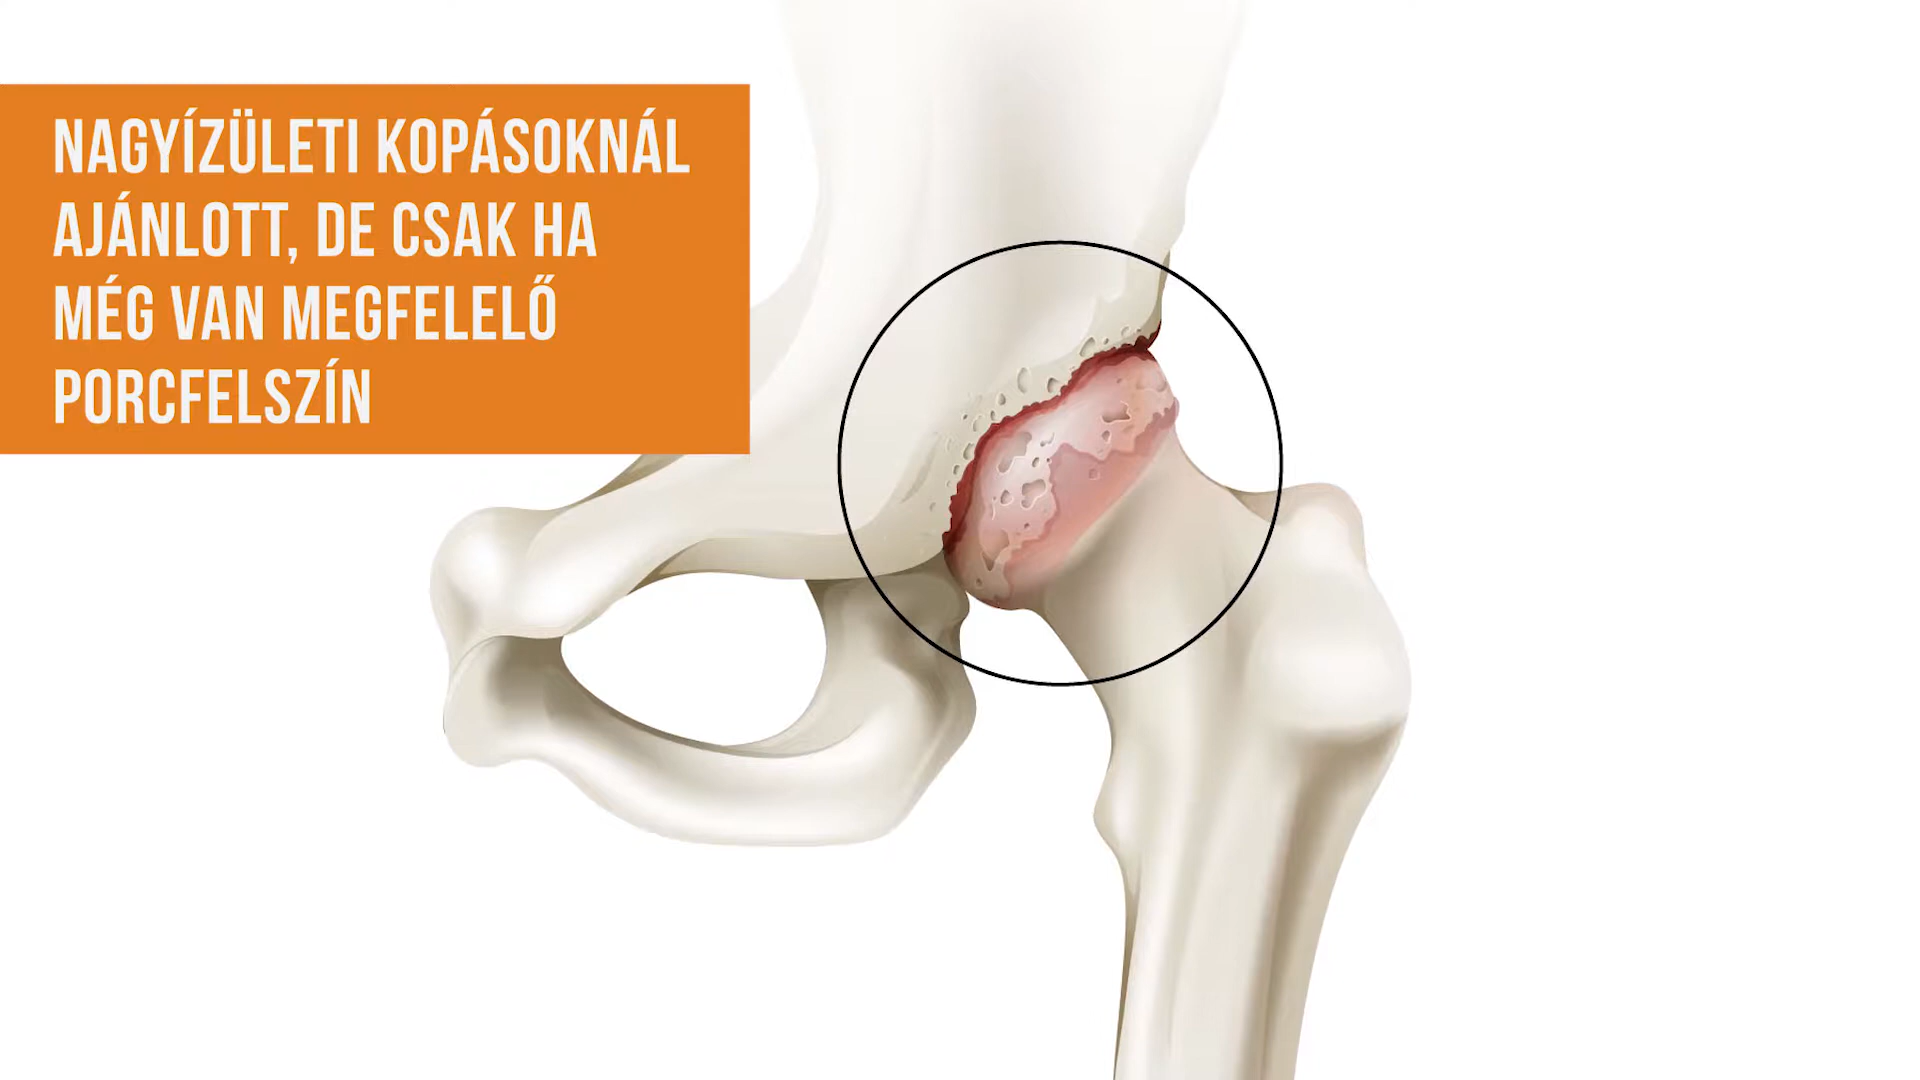 NAGYÍZÜLETI KOPÁSOKNÁL
AJÁNLOTT, DE CSAK HA
MÉG VAN MEGFELELŐ
PORCFELSZÍN